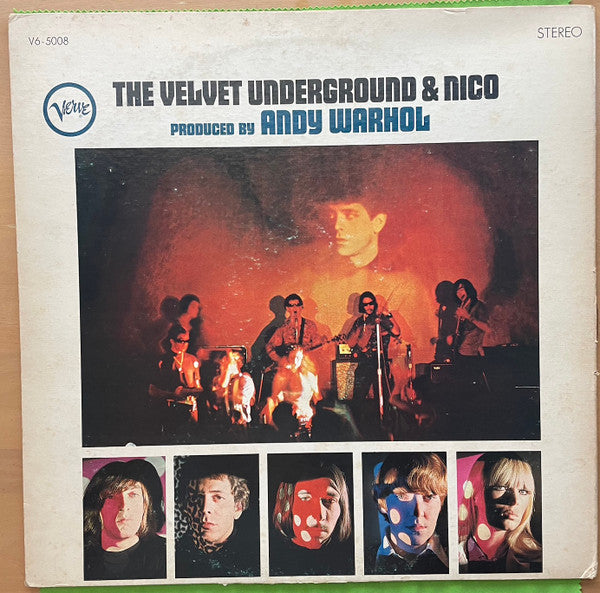 V6-5008
STEREO
Verve
THE VELVET UNDERGROUND & NICO
PRODUCED BY ANDY WARHOL